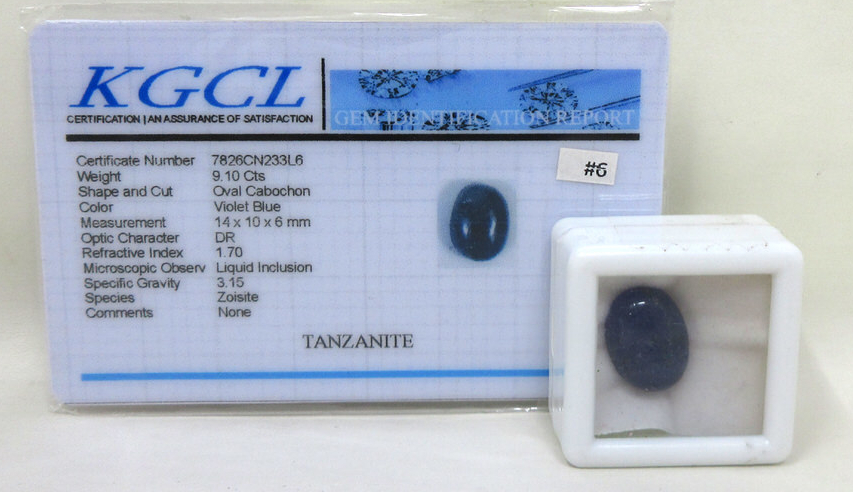 KGCL
CERTIFICATION | AN ASSURANCE OF SATISFACTION
GEM IDENTIFICATION REPORT
#6
Certificate Number 7826CN233L6
Weight 9.10 Cts
Shape and Cut Oval Cabochon
Color Violet Blue
Measurement 14 x 10 x 6 mm
Optic Character DR
Refractive Index 1.70
Microscopic Observ Liquid Inclusion
Specific Gravity 3.15
Species Zoisite
Comments None
TANZANITE